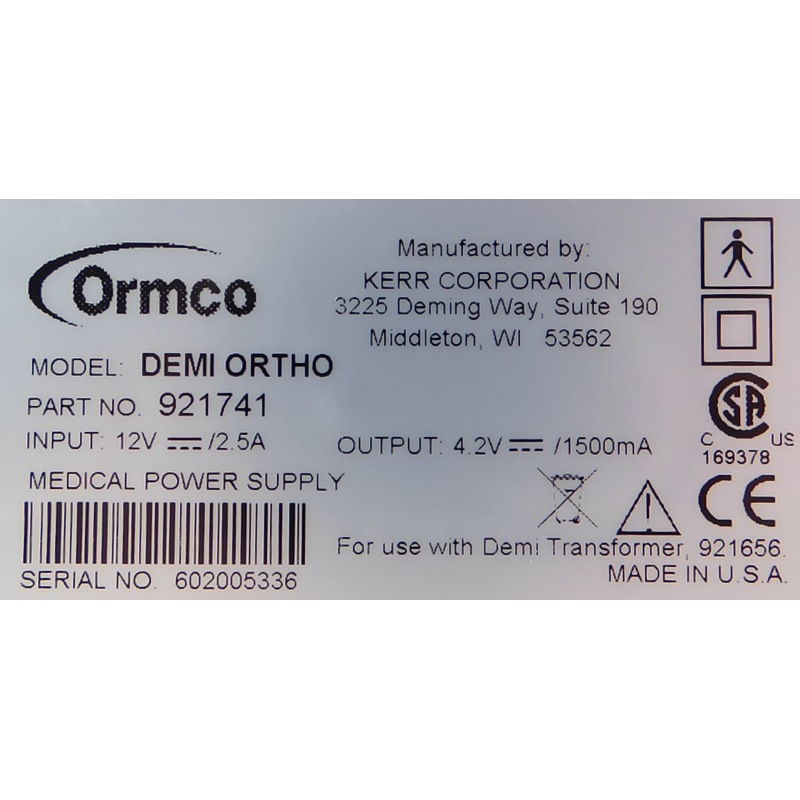 Ormco
Manufactured by:
KERR CORPORATION
3225 Deming Way, Suite 190
Middleton, WI 53562
MODEL: DEMI ORTHO
PART NO. 921741
INPUT: 12V ⎓ /2.5A
OUTPUT: 4.2V ⎓ /1500mA
MEDICAL POWER SUPPLY
SA
C US
169378
CE
For use with Demi Transformer, 921656.
SERIAL NO. 602005336
MADE IN U.S.A.